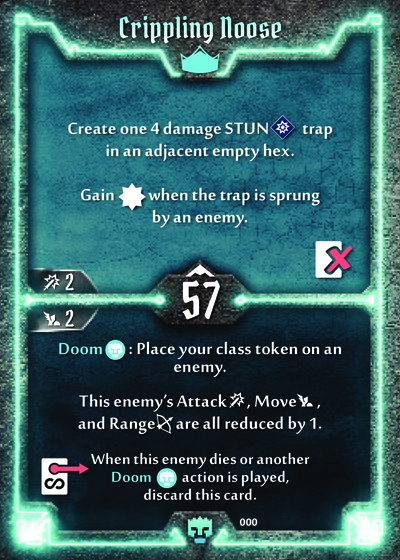 Crippling Noose
Create one 4 damage STUN trap
in an adjacent empty hex.
Gain when the trap is sprung
by an enemy.
2
57
2
Doom : Place your class token on an
enemy.
This enemy's Attack , Move ,
and Range are all reduced by 1.
When this enemy dies or another
Doom action is played,
discard this card.
000